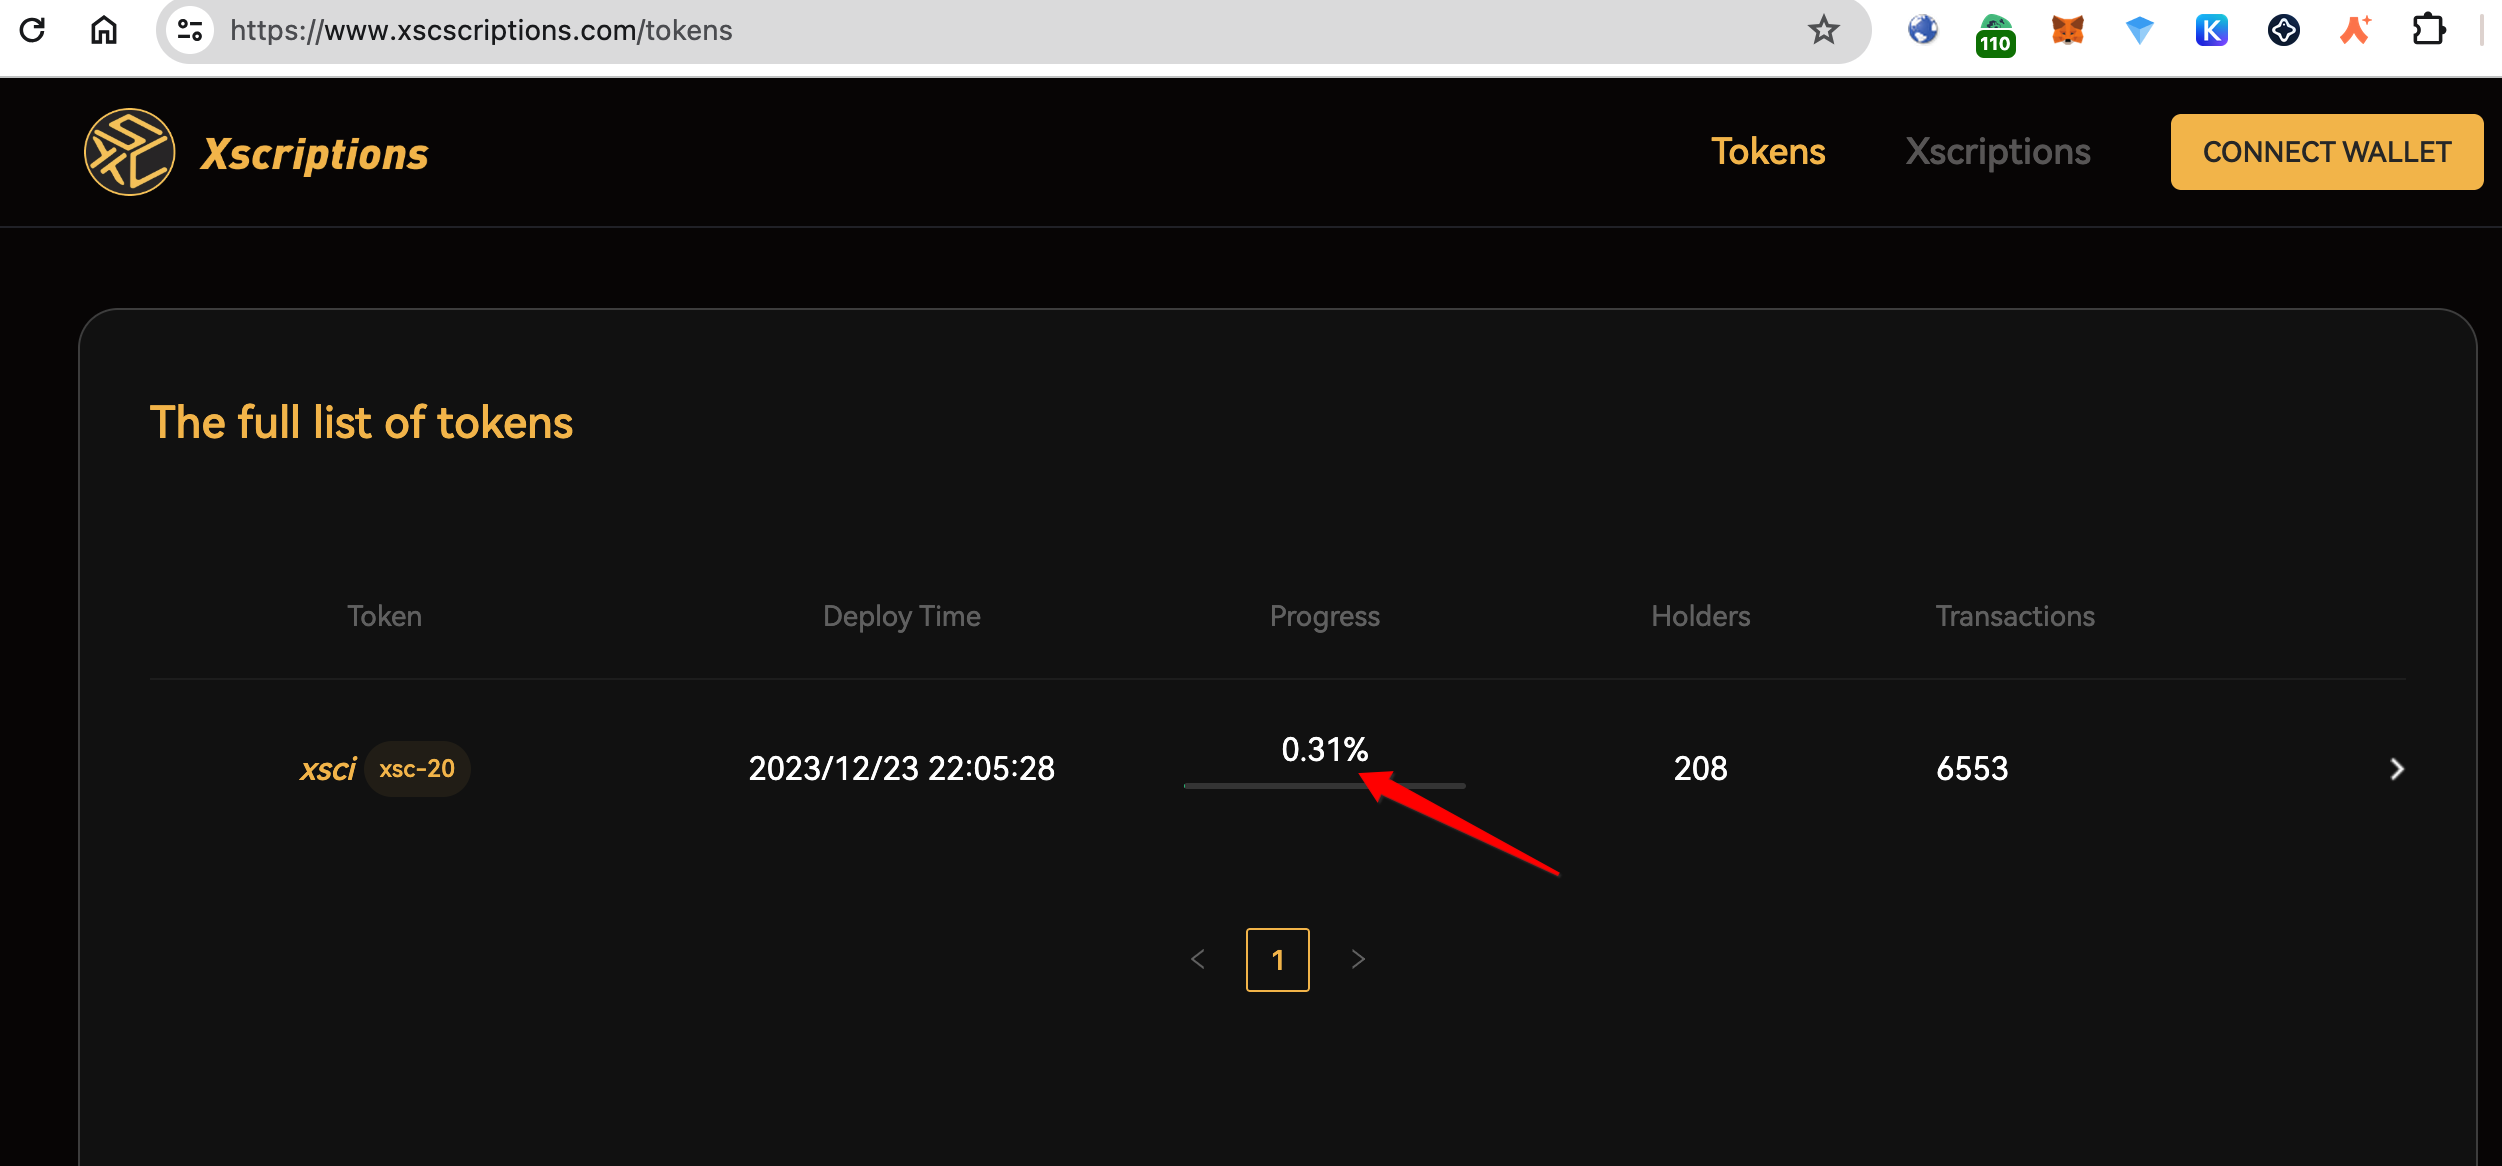 https://www.xscscriptions.com/tokens
110
K
Xscriptions
Tokens
Xscriptions
CONNECT WALLET
The full list of tokens
Token
Deploy Time
Progress
Holders
Transactions
xsci
xsc-20
2023/12/23 22:05:28
0.31%
208
6553
1